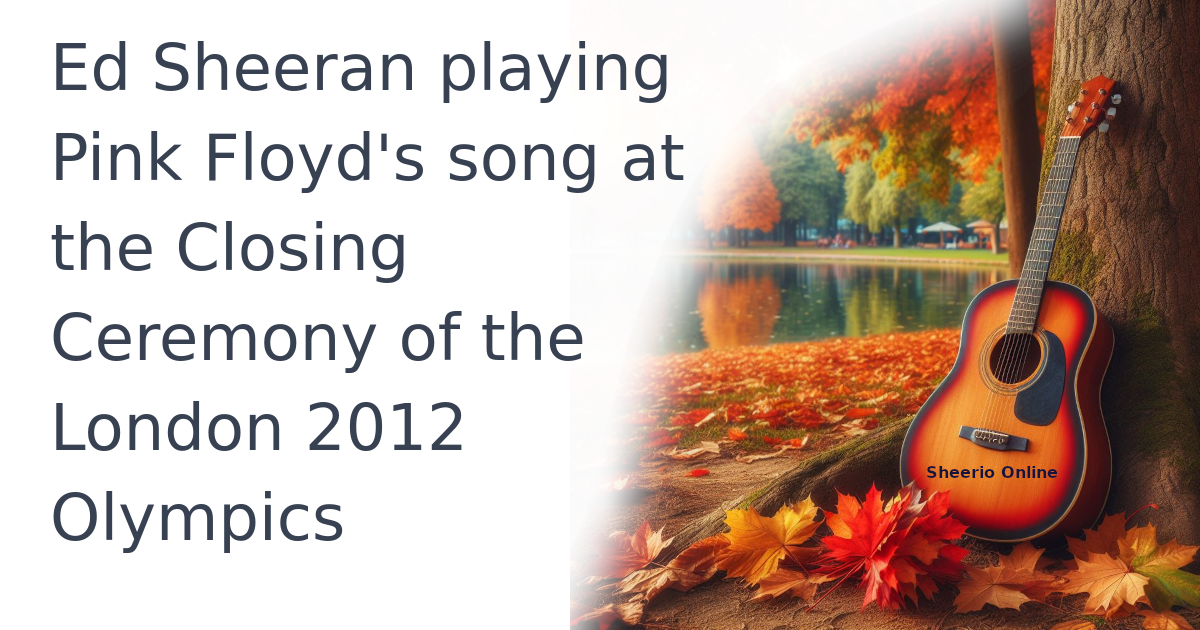 Ed Sheeran playing
Pink Floyd's song at
the Closing
Ceremony of the
London 2012
Olympics
Sheerio Online